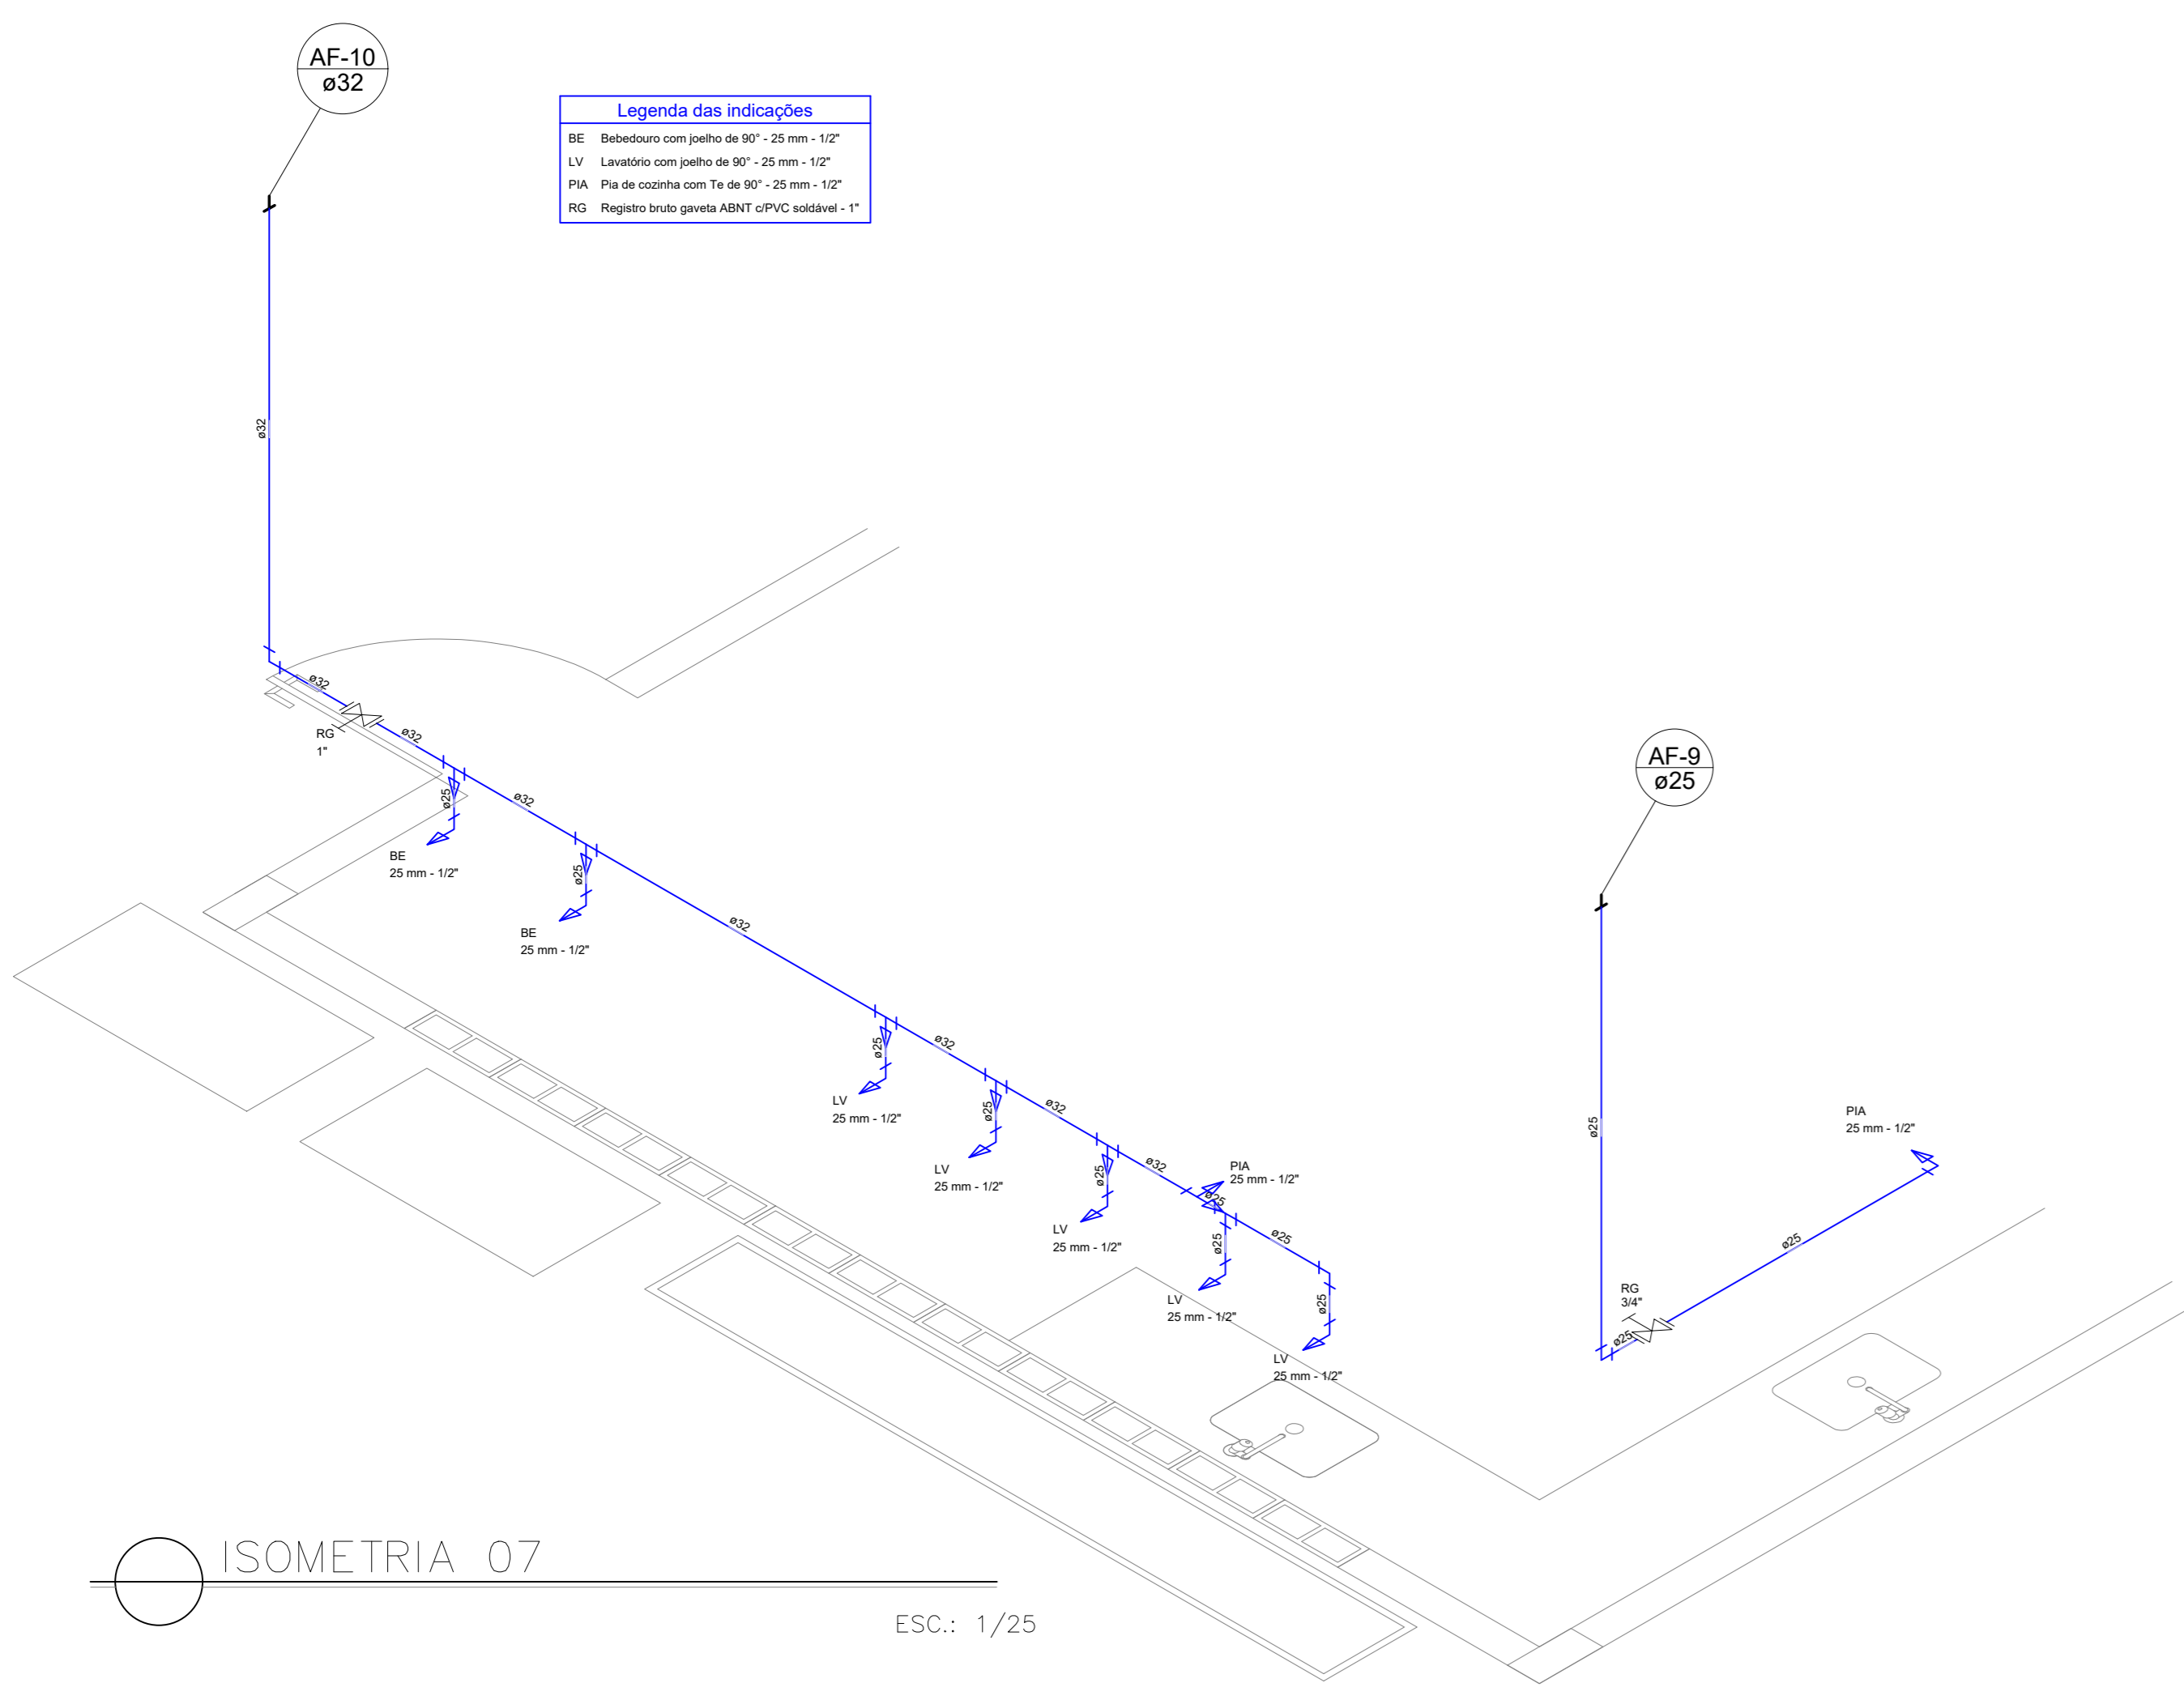 AF-10
ø32
Legenda das indicações
BE Bebedouro com joelho de 90° - 25 mm - 1/2"
LV Lavatório com joelho de 90° - 25 mm - 1/2"
PIA Pia de cozinha com Te de 90° - 25 mm - 1/2"
RG Registro bruto gaveta ABNT c/PVC soldável - 1"
ø32
ø32
RG
1"
ø32
ø25
BE
25 mm - 1/2"
ø32
ø25
BE
25 mm - 1/2"
ø32
ø25
LV
25 mm - 1/2"
ø32
ø25
LV
25 mm - 1/2"
ø32
ø25
LV
25 mm - 1/2"
ø32
PIA
25 mm - 1/2"
ø25
ø25
LV
25 mm - 1/2"
ø25
ø25
LV
25 mm - 1/2"
AF-9
ø25
ø25
ø25
RG
3/4"
ø25
PIA
25 mm - 1/2"
ISOMETRIA 07
ESC.: 1/25